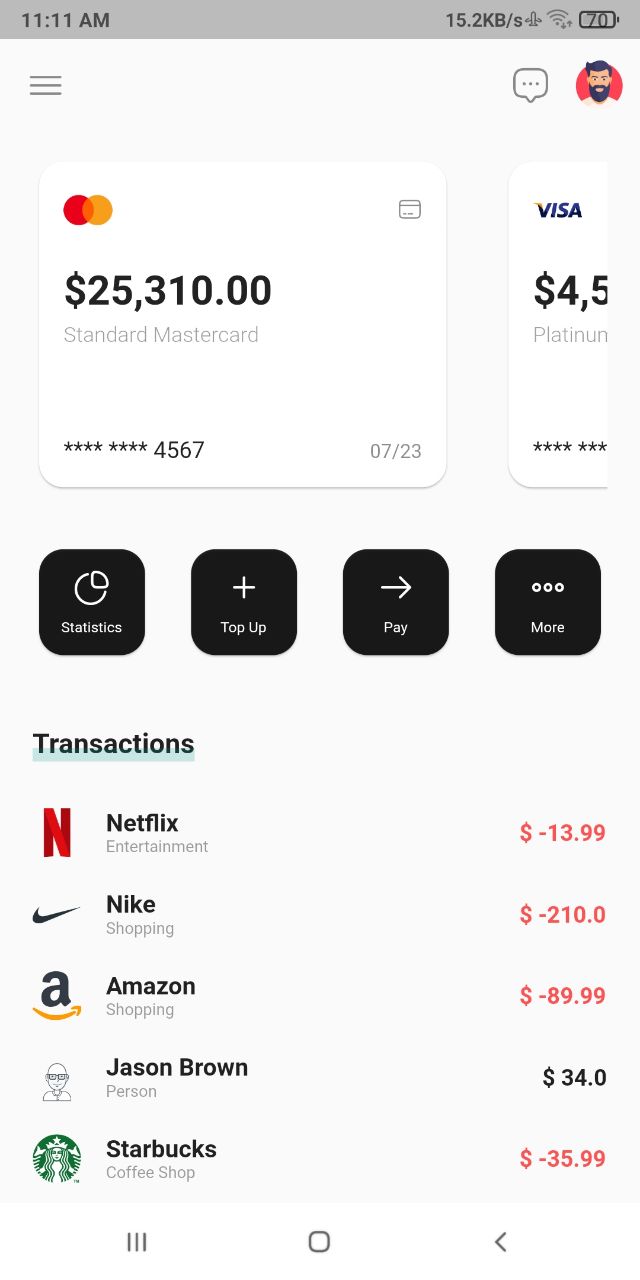 11:11 AM 15.2KB/s 70
VISA
$25,310.00 $4,5
Standard Mastercard Platinum
**** **** 4567 07/23 **** ***
Statistics Top Up Pay More
Transactions
Netflix
Entertainment
$ -13.99
Nike
Shopping
$ -210.0
a
Amazon
Shopping
$ -89.99
Jason Brown
Person
$ 34.0
Starbucks
Coffee Shop
$ -35.99